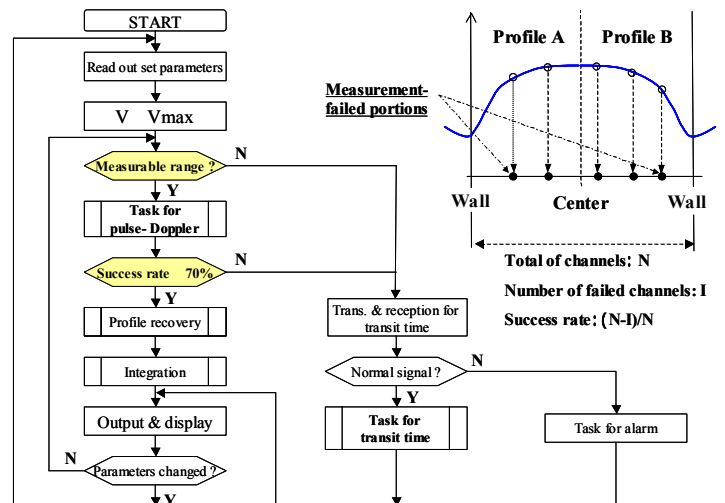 START
Read out set parameters
V Vmax
Measurable range ?
N
Y
Task for
pulse- Doppler
Success rate 70%
N
Y
Profile recovery
Integration
Output & display
Parameters changed ?
N
Y
Trans. & reception for
transit time
Normal signal ?
N
Y
Task for
transit time
Task for alarm
Profile A
Profile B
Measurement-
failed portions
Wall
Center
Wall
Total of channels: N
Number of failed channels: I
Success rate: (N-I)/N